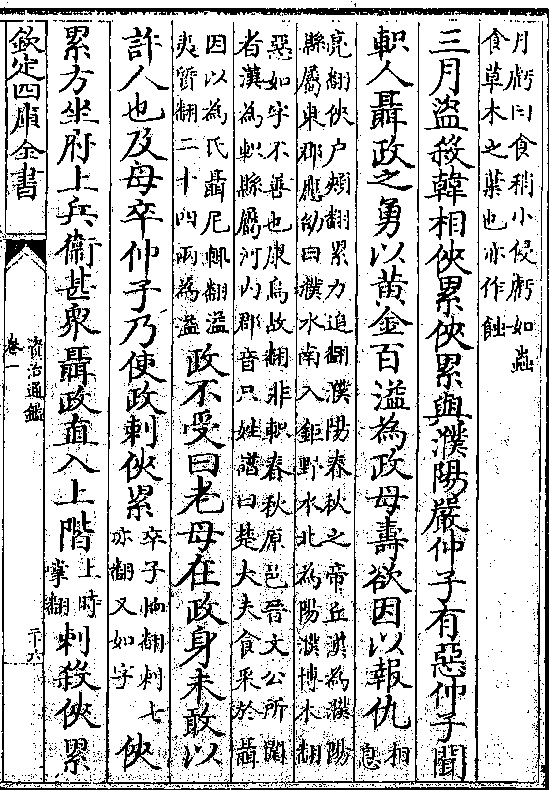 月虧曰食稍小侵虧如蟲
食草木之葉也亦作蝕
三月盜殺韓相俠累俠累與濮陽嚴仲子有惡仲子聞
軹人聶政之勇以黄金百溢為政母壽欲因以報仇相
惡
亮翻俠户頰翻累力追翻濮陽春秋之帝丘漢為濮陽
縣屬東郡應劭曰濮水南入鉅野水北為陽濮博木翻
惡如字不善也康烏故翻非軹春秋原邑晉文公所圍
者漢為軹縣屬河内郡音只姓譜曰楚大夫食采於聶
因以為氏聶尼輒翻溢
夷質翻二十四兩為溢
政不受曰老母在政身未敢以
許人也及母卒仲子乃使政刺俠累
卒子恤翻刺七
亦翻又如字
俠
累方坐府上兵衞甚衆聶政直入上階
上時
掌翻
刺殺俠累
欽定四庫全書
資治通鑑
卷一
二十六